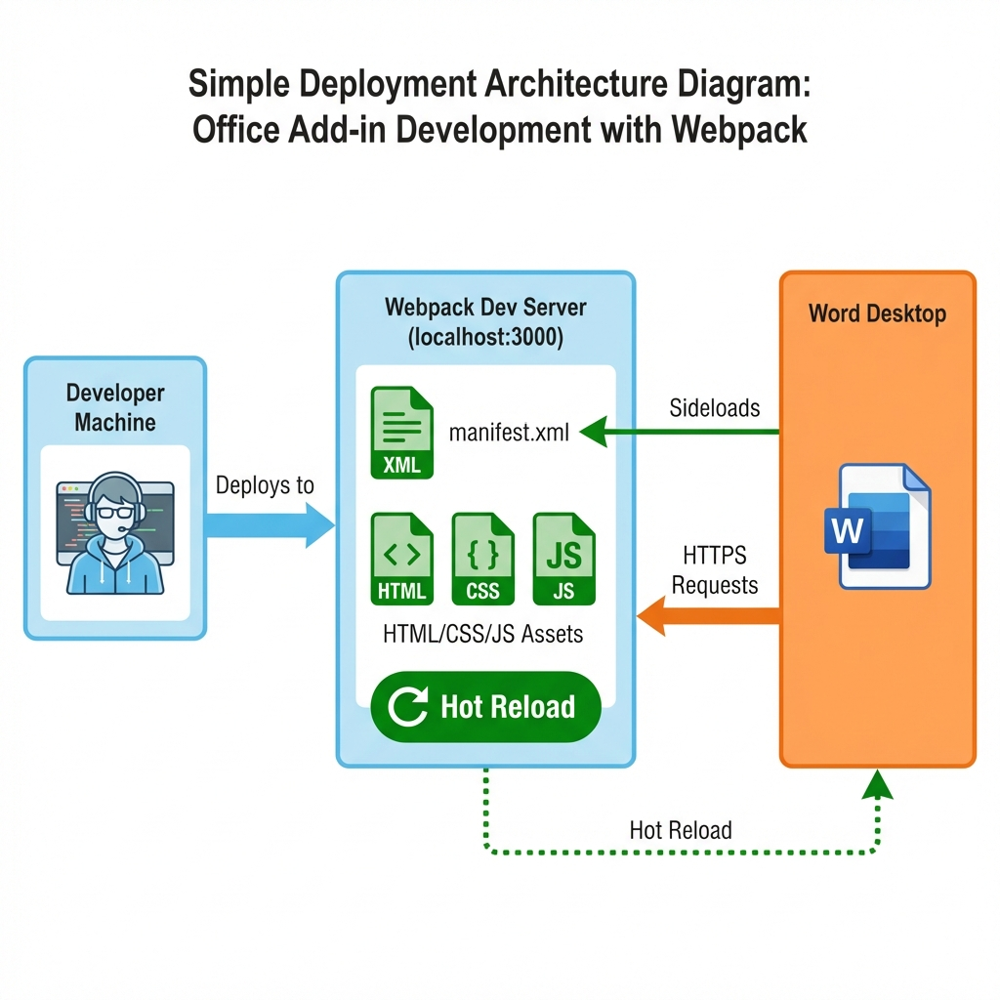 Simple Deployment Architecture Diagram:
Office Add-in Development with Webpack
Developer
Machine
Deploys to
Webpack Dev Server
(localhost:3000)
XML
manifest.xml
<>
HTML
{}
CSS
JS
JS
HTML/CSS/JS Assets
Hot Reload
Sideloads
HTTPS
Requests
Word Desktop
W
Hot Reload